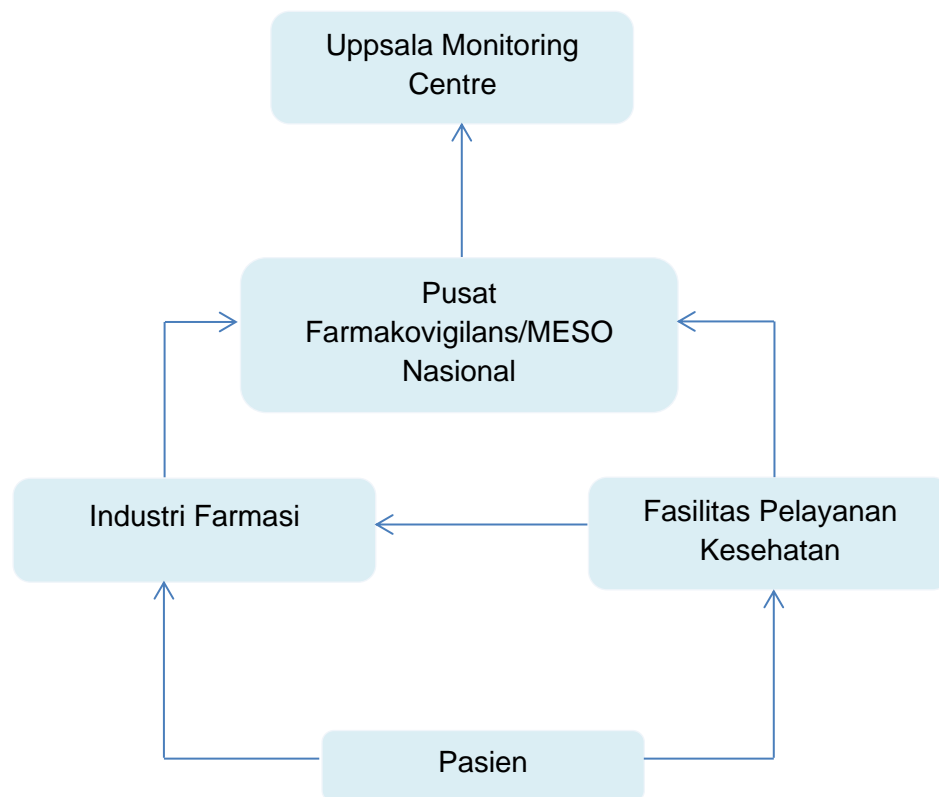 Uppsala Monitoring
Centre
Pusat
Farmakovigilans/MESO
Nasional
Industri Farmasi
Fasilitas Pelayanan
Kesehatan
Pasien